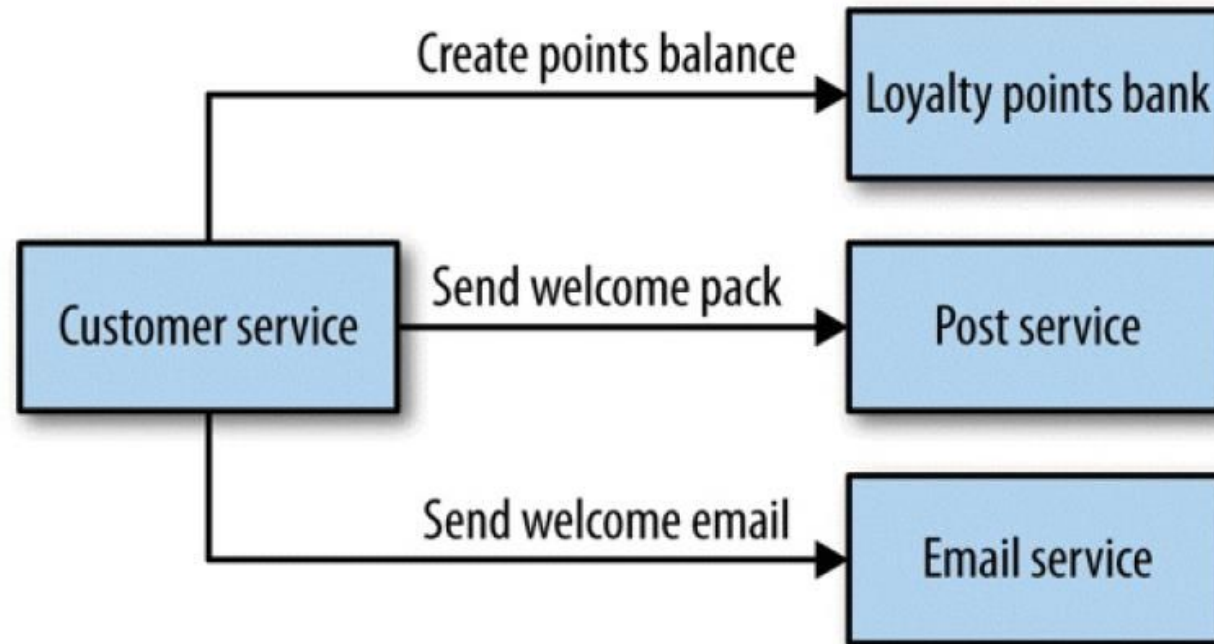 Create points balance
Loyalty points bank
Send welcome pack
Customer service
Post service
Send welcome email
Email service